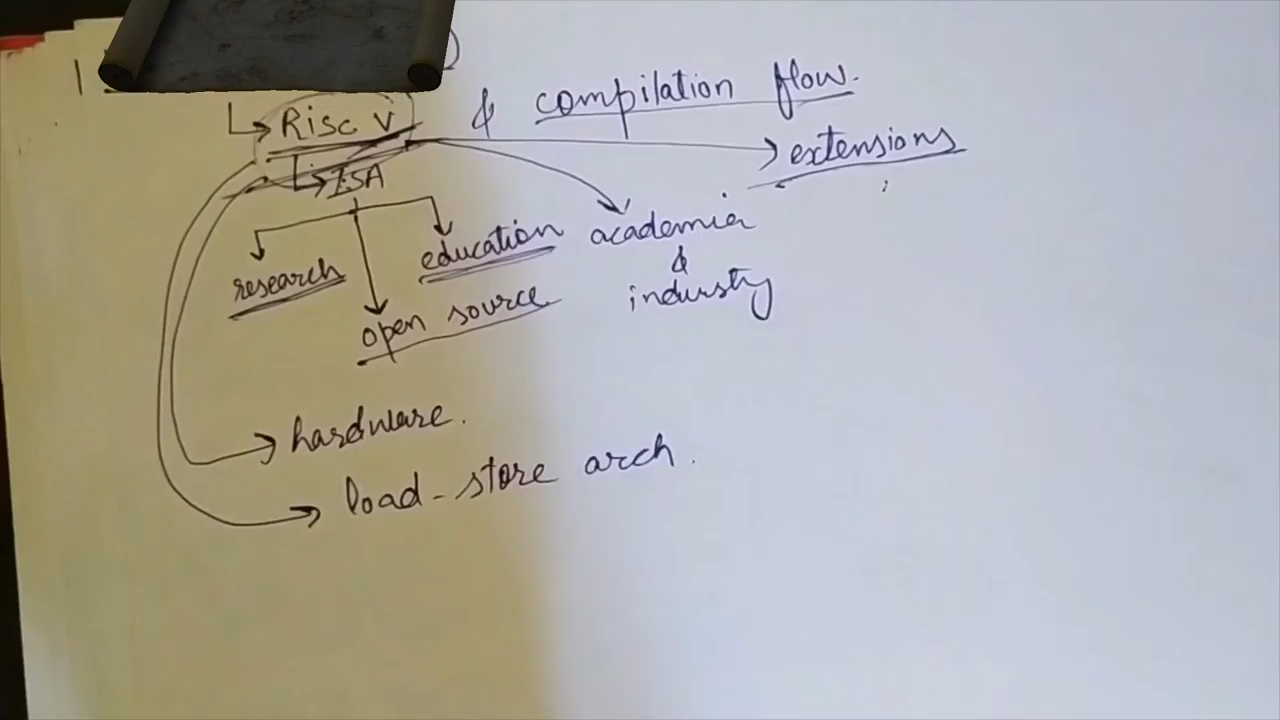 Risc V & compilation flow.
extensions
ISA
research education academia
&
open source industry
hardware.
load-store arch.